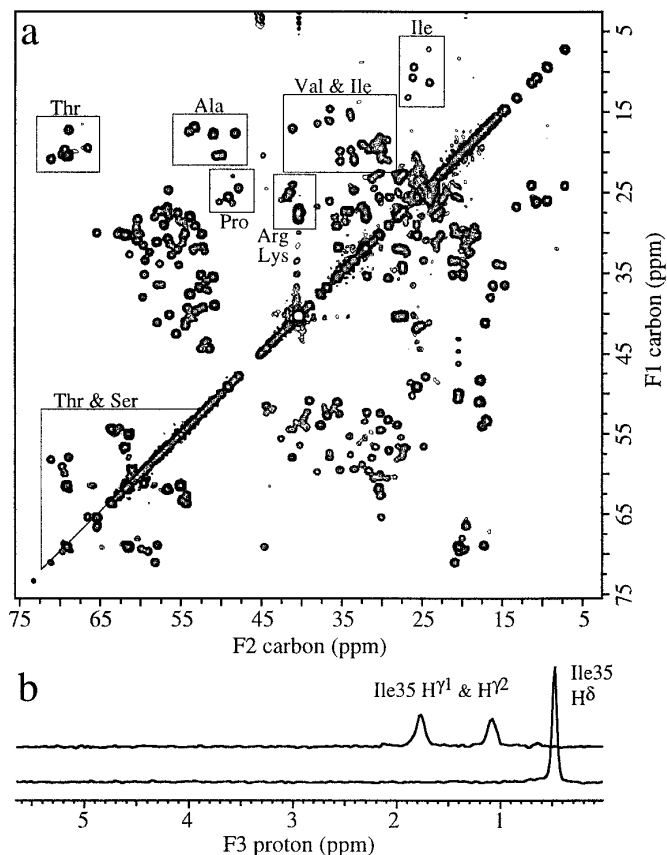 a
Ile
Thr
Ala
Val & Ile
Pro
Arg
Lys
Thr & Ser
5
15
25
35
45
55
65
75
F1 carbon (ppm)
75 65 55 45 35 25 15 5
F2 carbon (ppm)
b
Ile35 Hγ1 & Hγ2
Ile35
Hδ
5 4 3 2 1
F3 proton (ppm)